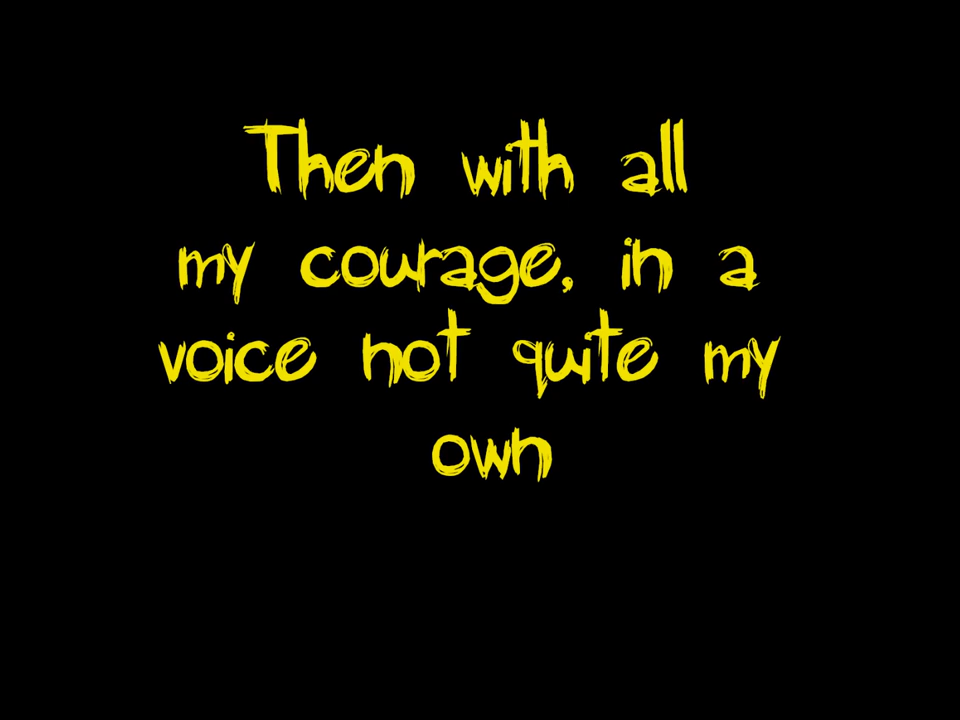 Then with all
my courage, in a
voice not quite my
own